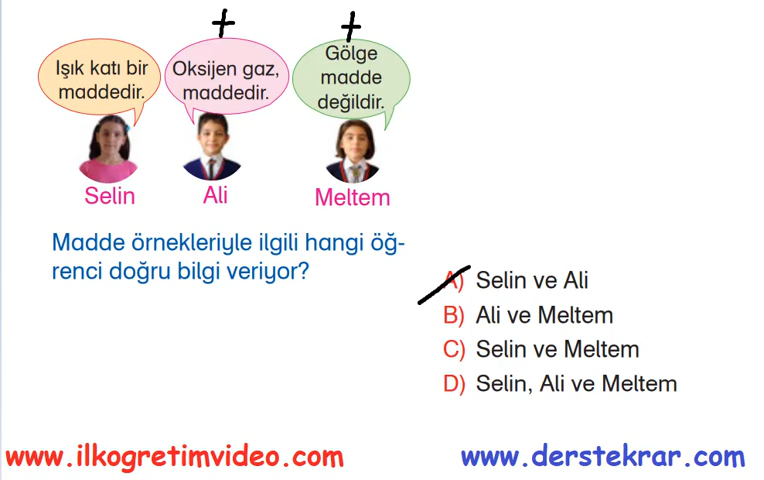 +
+
Işık katı bir
maddedir.
Oksijen gaz,
maddedir.
Gölge
madde
değildir.
Selin
Ali
Meltem
Madde örnekleriyle ilgili hangi öğ-
renci doğru bilgi veriyor?
A) Selin ve Ali
B) Ali ve Meltem
C) Selin ve Meltem
D) Selin, Ali ve Meltem
www.ilkogretimvideo.com
www.derstekrar.com